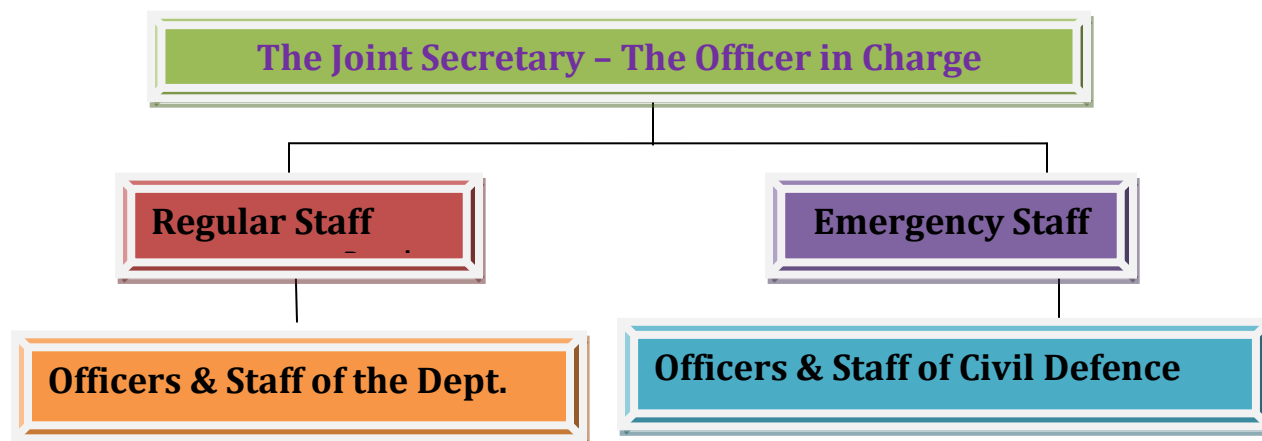 The Joint Secretary – The Officer in Charge
Regular Staff
Emergency Staff
Officers & Staff of the Dept.
Officers & Staff of Civil Defence